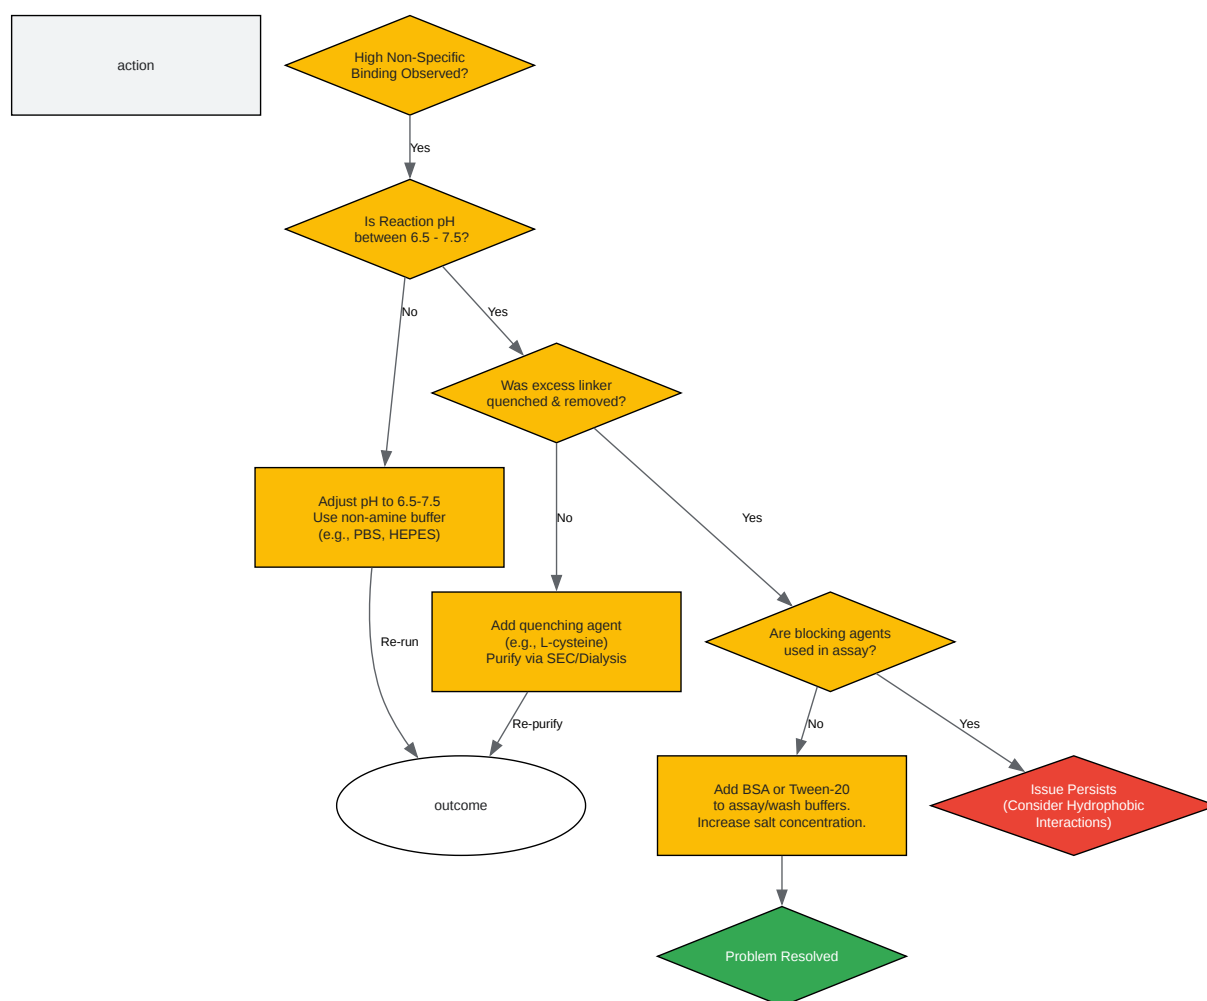 action
High Non-Specific
Binding Observed?
Yes
Is Reaction pH
between 6.5 - 7.5?
No
Yes
Was excess linker
quenched & removed?
Adjust pH to 6.5-7.5
Use non-amine buffer
(e.g., PBS, HEPES)
No
Yes
Add quenching agent
(e.g., L-cysteine)
Purify via SEC/Dialysis
Are blocking agents
used in assay?
Re-run
Re-purify
No
Yes
outcome
Add BSA or Tween-20
to assay/wash buffers.
Increase salt concentration.
Issue Persists
(Consider Hydrophobic
Interactions)
Problem Resolved